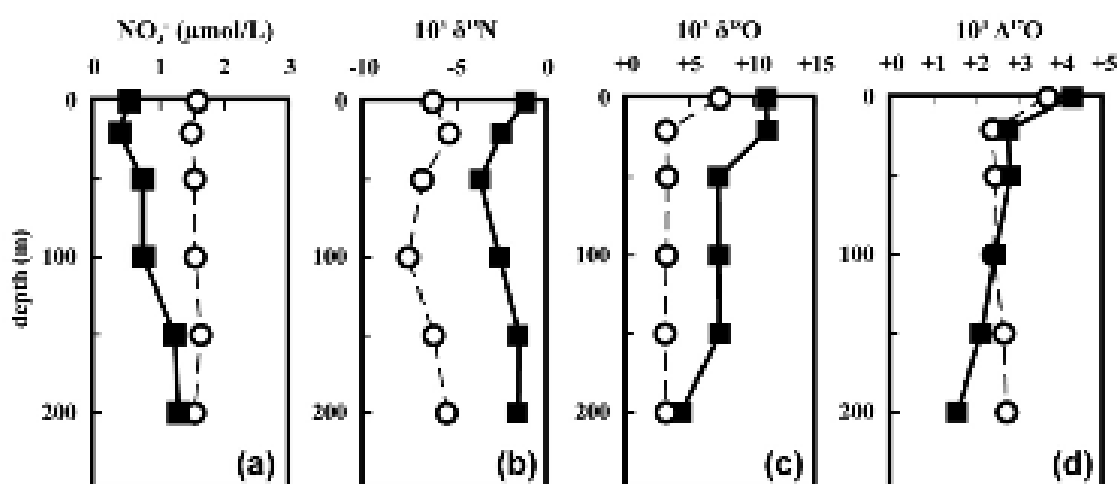 NO₃⁻ (μmol/L) 10³ δ¹⁵N 10³ δ¹⁸O 10³ Δ¹⁷O
0 1 2 3 -10 -5 0 +0 +5 +10 +15 +0 +1 +2 +3 +4 +5
0 0 0 0
depth (m)
100 100 100 100
200 200 200 200
(a) (b) (c) (d)